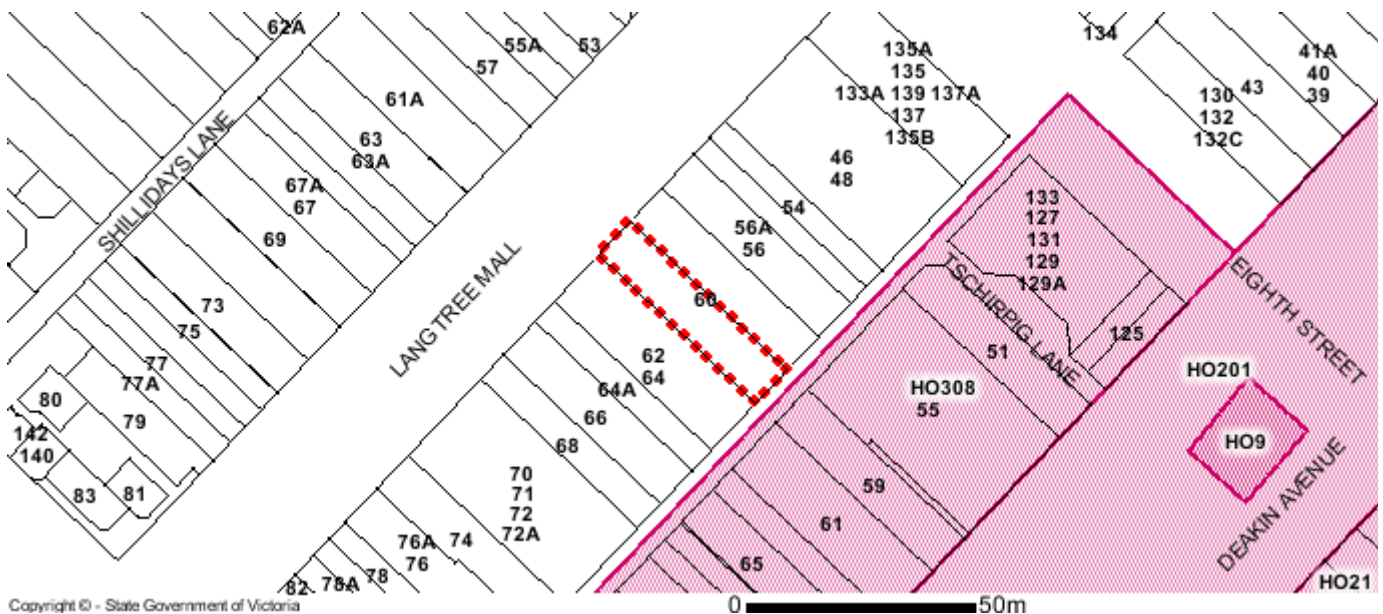 62A
55A
53
57
61A
63
63A
67A
67
69
73
75
77
77A
79
80
142
140
83
81
SHILLIDAYS LANE
LANGTREE MALL
134
135A
135
133A 139 137A
137
135B
46
48
54
56A
56
60
62
64
64A
66
68
70
71
72
72A
74
76A
76
78
78A
82
41A
40
39
43
130
132
132C
133
127
131
129
129A
TSCHIRPIG LANE
125
51
HO308
55
59
61
65
EIGHTH STREET
HO201
HO9
DEAKIN AVENUE
HO21
Copyright © - State Government of Victoria
0 50m